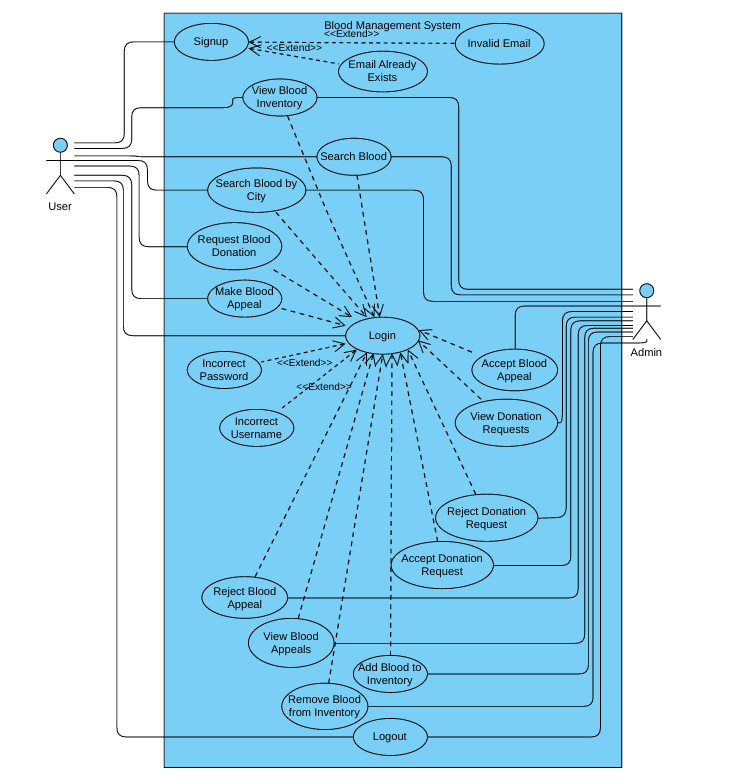 Blood Management System
<<Extend>>
Signup
Invalid Email
<<Extend>>
Email Already
Exists
View Blood
Inventory
Search Blood
Search Blood by
City
User
Request Blood
Donation
Make Blood
Appeal
Login
Admin
Incorrect
Password
<<Extend>>
Accept Blood
Appeal
<<Extend>>
Incorrect
Username
View Donation
Requests
Reject Donation
Request
Accept Donation
Request
Reject Blood
Appeal
View Blood
Appeals
Add Blood to
Inventory
Remove Blood
from Inventory
Logout